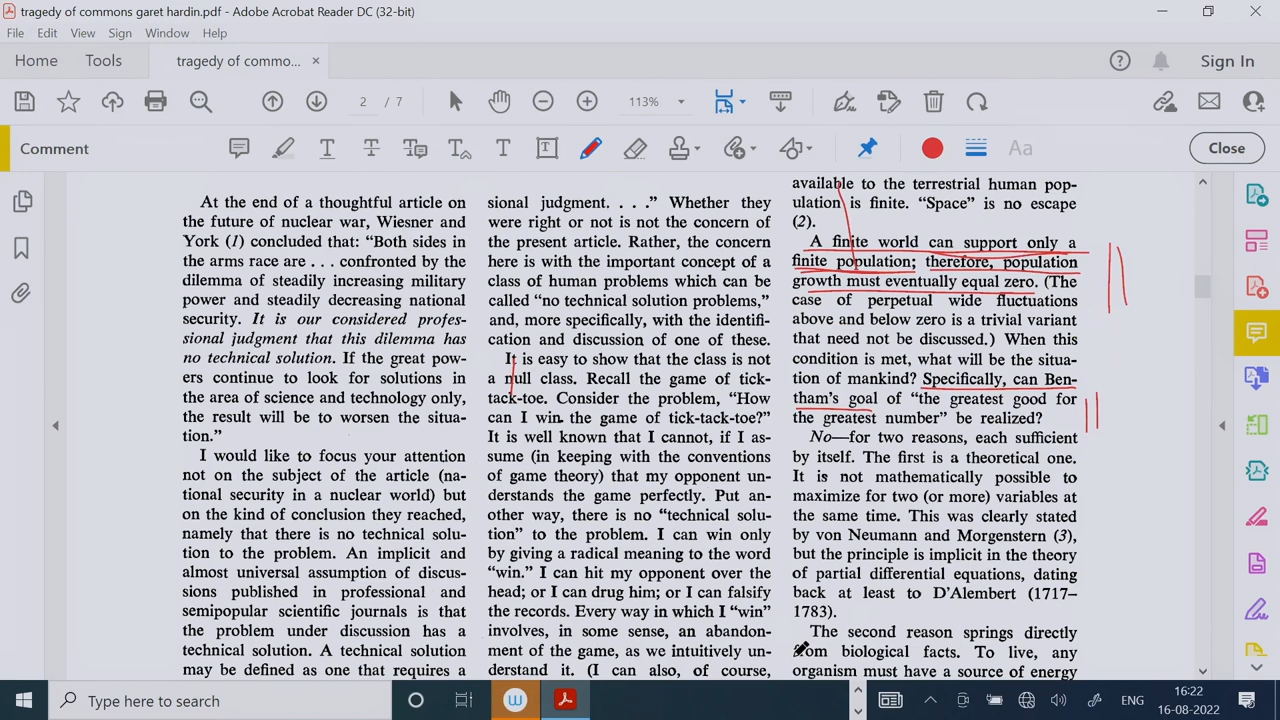 tragedy of commons garet hardin.pdf - Adobe Acrobat Reader DC (32-bit)
File Edit View Sign Window Help
Home Tools tragedy of commo... × Sign In
2 / 7 113%
Comment Close
At the end of a thoughtful article on
the future of nuclear war, Wiesner and
York (1) concluded that: “Both sides in
the arms race are . . . confronted by the
dilemma of steadily increasing military
power and steadily decreasing national
security. It is our considered profes-
sional judgment that this dilemma has
no technical solution. If the great pow-
ers continue to look for solutions in
the area of science and technology only,
the result will be to worsen the situa-
tion.”
I would like to focus your attention
not on the subject of the article (na-
tional security in a nuclear world) but
on the kind of conclusion they reached,
namely that there is no technical solu-
tion to the problem. An implicit and
almost universal assumption of discus-
sions published in professional and
semipopular scientific journals is that
the problem under discussion has a
technical solution. A technical solution
may be defined as one that requires a
sional judgment. . . .” Whether they
were right or not is not the concern of
the present article. Rather, the concern
here is with the important concept of a
class of human problems which can be
called “no technical solution problems,”
and, more specifically, with the identifi-
cation and discussion of one of these.
It is easy to show that the class is not
a null class. Recall the game of tick-
tack-toe. Consider the problem, “How
can I win the game of tick-tack-toe?”
It is well known that I cannot, if I as-
sume (in keeping with the conventions
of game theory) that my opponent un-
derstands the game perfectly. Put an-
other way, there is no “technical solu-
tion” to the problem. I can win only
by giving a radical meaning to the word
“win.” I can hit my opponent over the
head; or I can drug him; or I can falsify
the records. Every way in which I “win”
involves, in some sense, an abandon-
ment of the game, as we intuitively un-
derstand it. (I can also, of course,
available to the terrestrial human pop-
ulation is finite. “Space” is no escape
(2).
A finite world can support only a
finite population; therefore, population
growth must eventually equal zero. (The
case of perpetual wide fluctuations
above and below zero is a trivial variant
that need not be discussed.) When this
condition is met, what will be the situa-
tion of mankind? Specifically, can Ben-
tham’s goal of “the greatest good for
the greatest number” be realized?
No—for two reasons, each sufficient
by itself. The first is a theoretical one.
It is not mathematically possible to
maximize for two (or more) variables at
the same time. This was clearly stated
by von Neumann and Morgenstern (3),
but the principle is implicit in the theory
of partial differential equations, dating
back at least to D’Alembert (1717–
1783).
The second reason springs directly
from biological facts. To live, any
organism must have a source of energy
Type here to search
ENG
16:22
16-08-2022